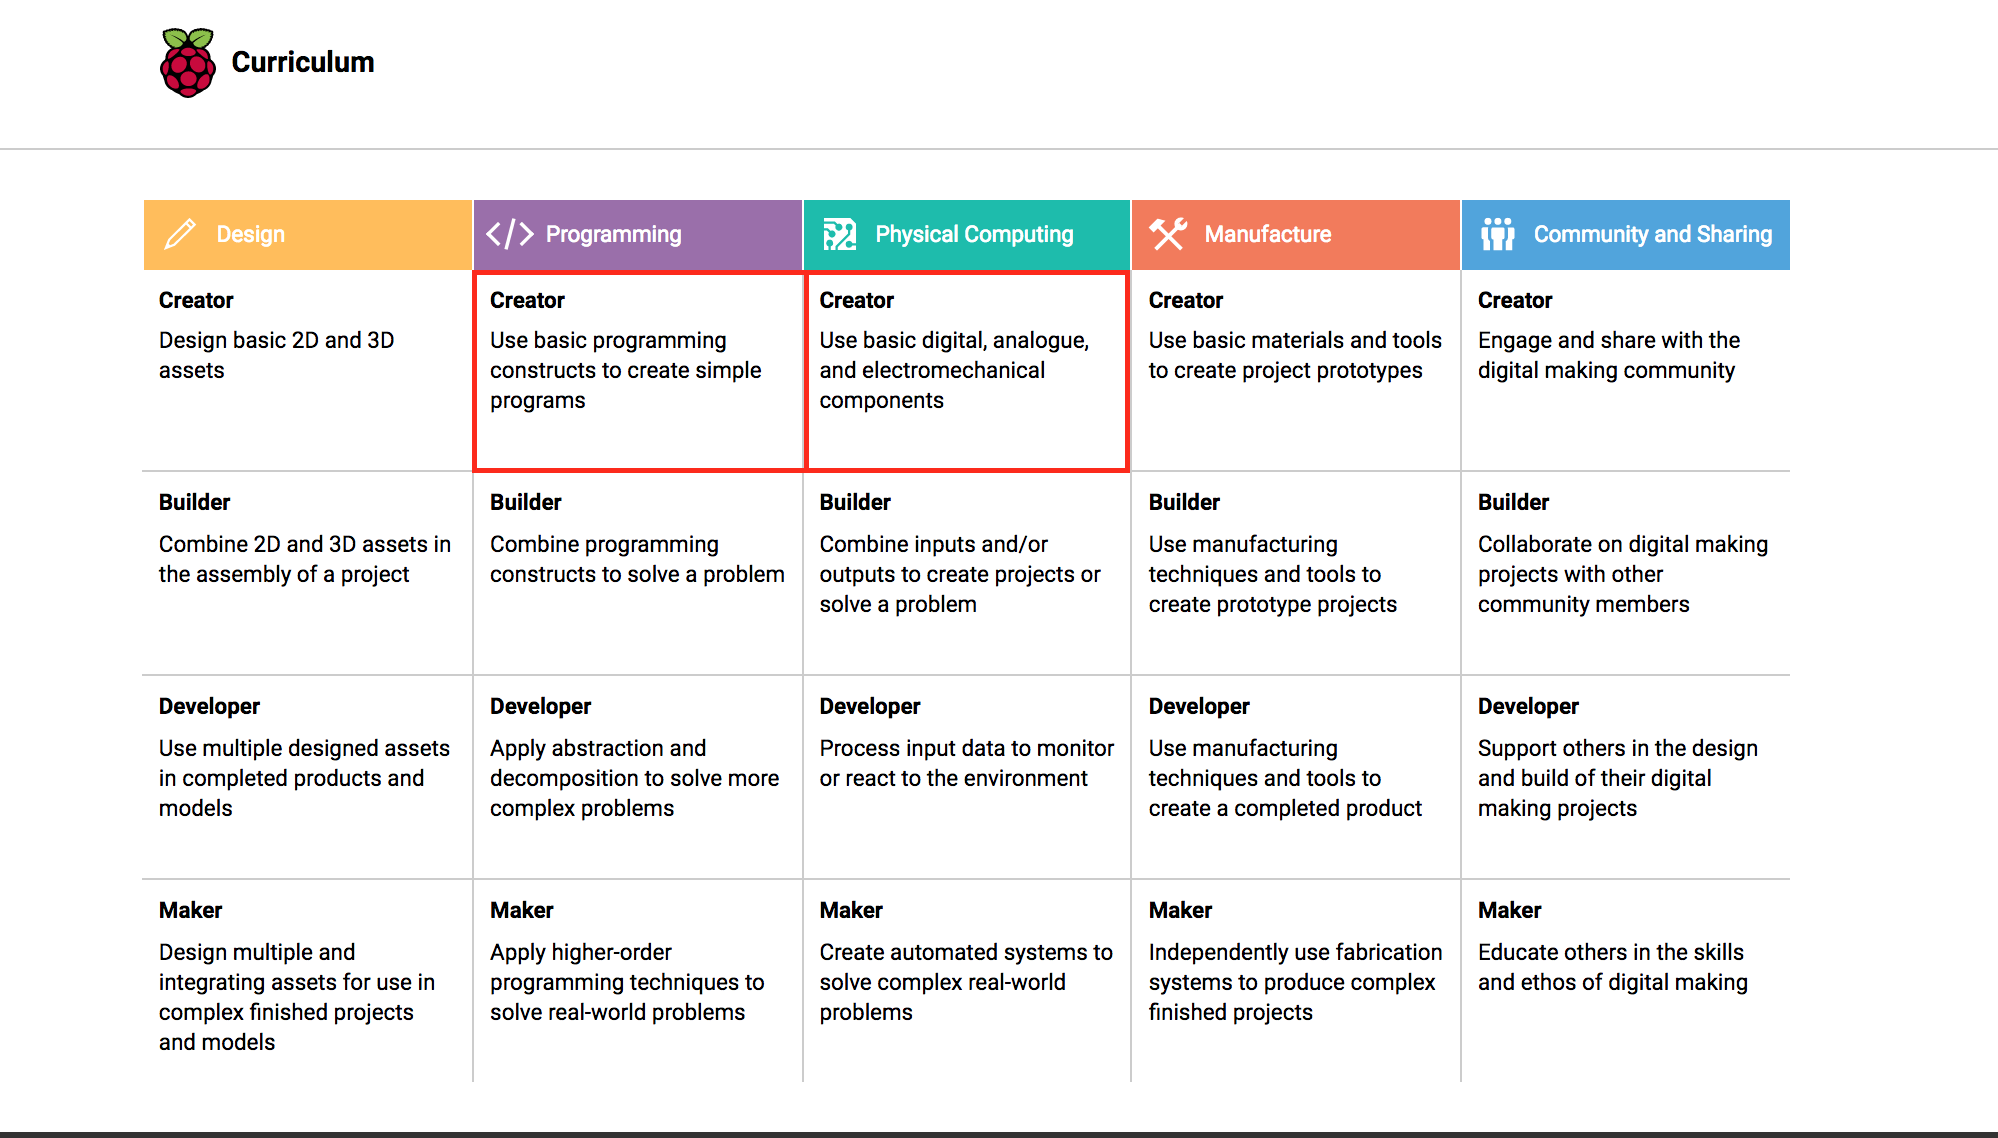 Curriculum
Design
Programming
Physical Computing
Manufacture
Community and Sharing
Creator
Design basic 2D and 3D
assets
Creator
Use basic programming
constructs to create simple
programs
Creator
Use basic digital, analogue,
and electromechanical
components
Creator
Use basic materials and tools
to create project prototypes
Creator
Engage and share with the
digital making community
Builder
Combine 2D and 3D assets in
the assembly of a project
Builder
Combine programming
constructs to solve a problem
Builder
Combine inputs and/or
outputs to create projects or
solve a problem
Builder
Use manufacturing
techniques and tools to
create prototype projects
Builder
Collaborate on digital making
projects with other
community members
Developer
Use multiple designed assets
in completed products and
models
Developer
Apply abstraction and
decomposition to solve more
complex problems
Developer
Process input data to monitor
or react to the environment
Developer
Use manufacturing
techniques and tools to
create a completed product
Developer
Support others in the design
and build of their digital
making projects
Maker
Design multiple and
integrating assets for use in
complex finished projects
and models
Maker
Apply higher-order
programming techniques to
solve real-world problems
Maker
Create automated systems to
solve complex real-world
problems
Maker
Independently use fabrication
systems to produce complex
finished projects
Maker
Educate others in the skills
and ethos of digital making